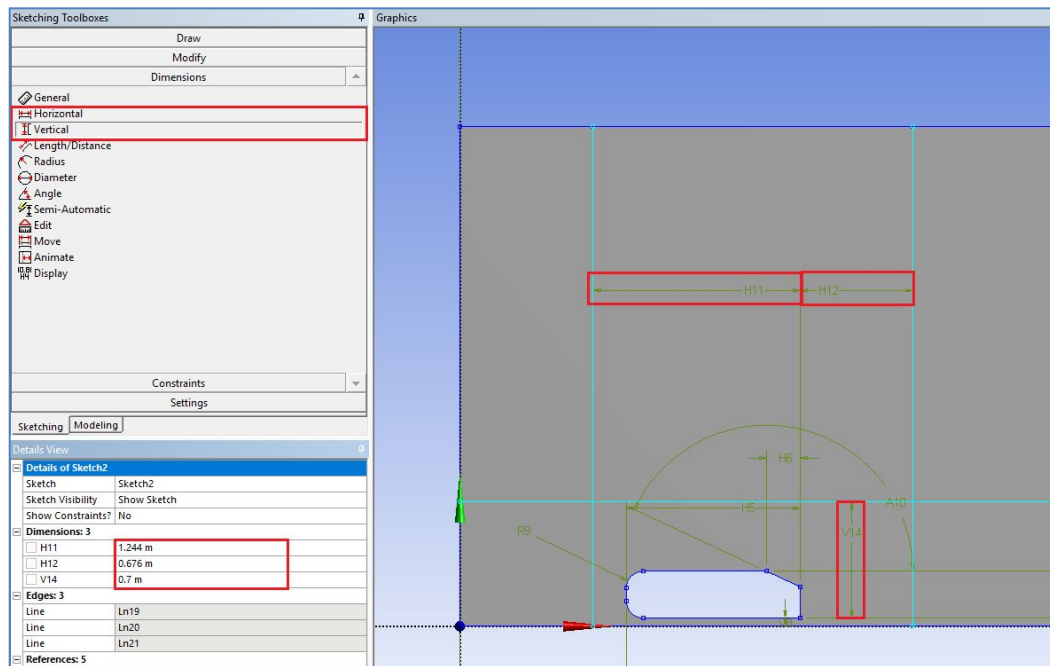 Sketching Toolboxes
Draw
Modify
Dimensions
General
Horizontal
Vertical
Length/Distance
Radius
Diameter
Angle
Semi-Automatic
Edit
Move
Animate
Display
Constraints
Settings
Sketching Modeling
Details View
Details of Sketch2
Sketch Sketch2
Sketch Visibility Show Sketch
Show Constraints? No
Dimensions: 3
H11 1.244 m
H12 0.676 m
V14 0.7 m
Edges: 3
Line Ln19
Line Ln20
Line Ln21
References: 5
Graphics
H11 H12
H6
H5
A10
R9
V14